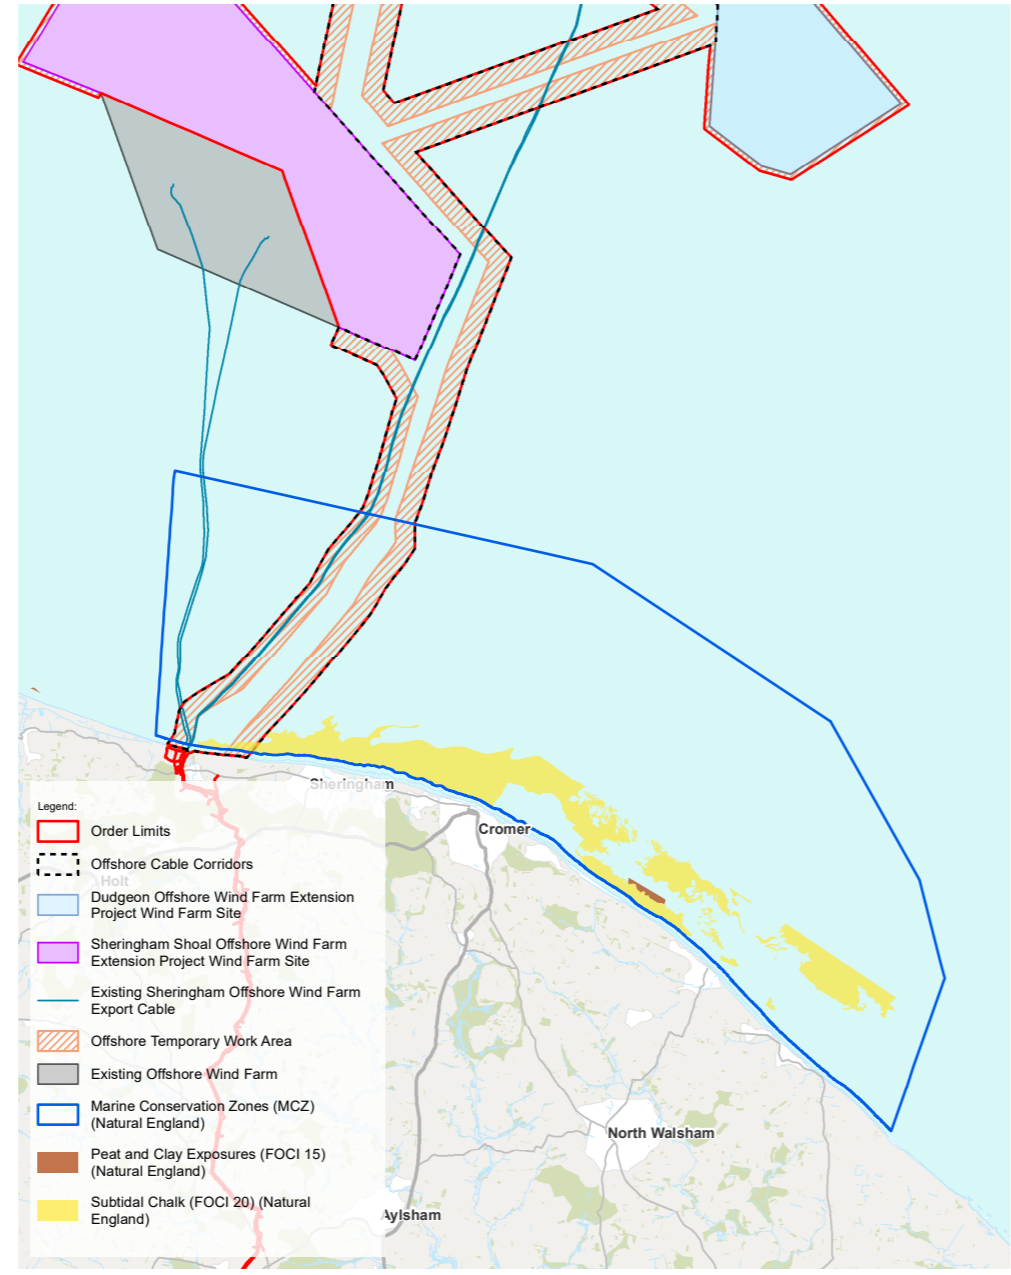 Sheringham
Cromer
Legend:
Order Limits
Offshore Cable Corridors
Holt
Dudgeon Offshore Wind Farm Extension
Project Wind Farm Site
Sheringham Shoal Offshore Wind Farm
Extension Project Wind Farm Site
Existing Sheringham Offshore Wind Farm
Export Cable
Offshore Temporary Work Area
Existing Offshore Wind Farm
Marine Conservation Zones (MCZ)
(Natural England)
North Walsham
Peat and Clay Exposures (FOCI 15)
(Natural England)
Subtidal Chalk (FOCI 20) (Natural
England)
Aylsham